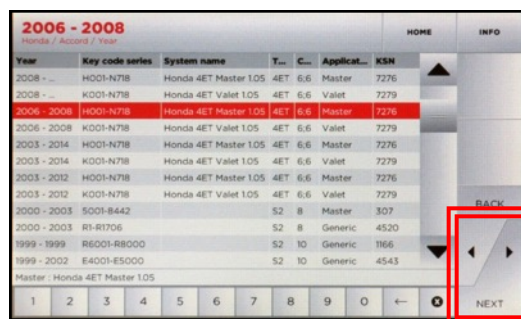 2006 - 2008
Honda / Accord / Year
HOME
INFO
Year Key code series System name T... C... Applicat... KSN
2008 - ... H001-N718 Honda 4ET Master 1.05 4ET 6;6 Master 7276
2008 - ... K001-N718 Honda 4ET Valet 1.05 4ET 6;6 Valet 7279
2006 - 2008 H001-N718 Honda 4ET Master 1.05 4ET 6;6 Master 7276
2006 - 2008 K001-N718 Honda 4ET Valet 1.05 4ET 6;6 Valet 7279
2003 - 2014 H001-N718 Honda 4ET Master 1.05 4ET 6;6 Master 7276
2003 - 2014 K001-N718 Honda 4ET Valet 1.05 4ET 6;6 Valet 7279
2003 - 2012 H001-N718 Honda 4ET Master 1.05 4ET 6;6 Master 7276
2003 - 2012 K001-N718 Honda 4ET Valet 1.05 4ET 6;6 Valet 7279
2000 - 2003 5001-8442 S2 8 Master 307
2000 - 2003 R1-R1706 S2 8 Generic 4520
1999 - 1999 R6001-R8000 S2 10 Generic 1166
1999 - 2002 E4001-E5000 S2 10 Generic 4543
Master : Honda 4ET Master 1.05
1 2 3 4 5 6 7 8 9 0 ←
BACK
NEXT